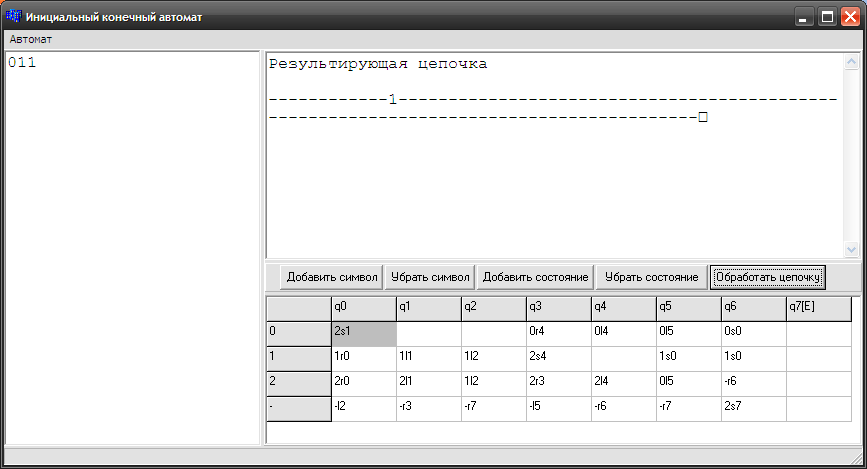 Инициальный конечный автомат
Автомат
011
Результирующая цепочка
------------1--------------------------------------------
-------------------------------------------□
Добавить символ Убрать символ Добавить состояние Убрать состояние Обработать цепочку
q0 q1 q2 q3 q4 q5 q6 q7[E]
0 2s1 0r4 0l4 0l5 0s0
1 1r0 1l1 1l2 2s4 1s0 1s0
2 2r0 2l1 1l2 2r3 2l4 0l5 -r6
- -l2 -r3 -r7 -l5 -r6 -r7 2s7